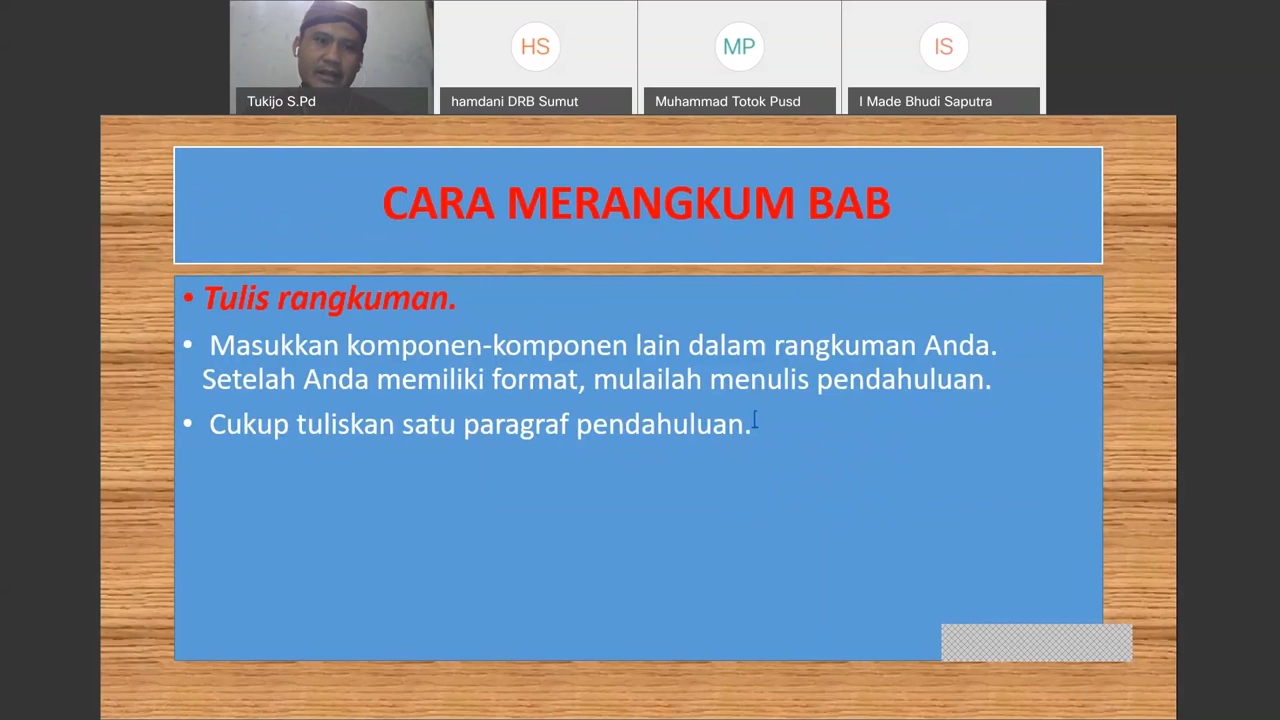 HS
MP
IS
Tukijo S.Pd
hamdani DRB Sumut
Muhammad Totok Pusd
I Made Bhudi Saputra
CARA MERANGKUM BAB
• Tulis rangkuman.
• Masukkan komponen-komponen lain dalam rangkuman Anda.
Setelah Anda memiliki format, mulailah menulis pendahuluan.
• Cukup tuliskan satu paragraf pendahuluan.